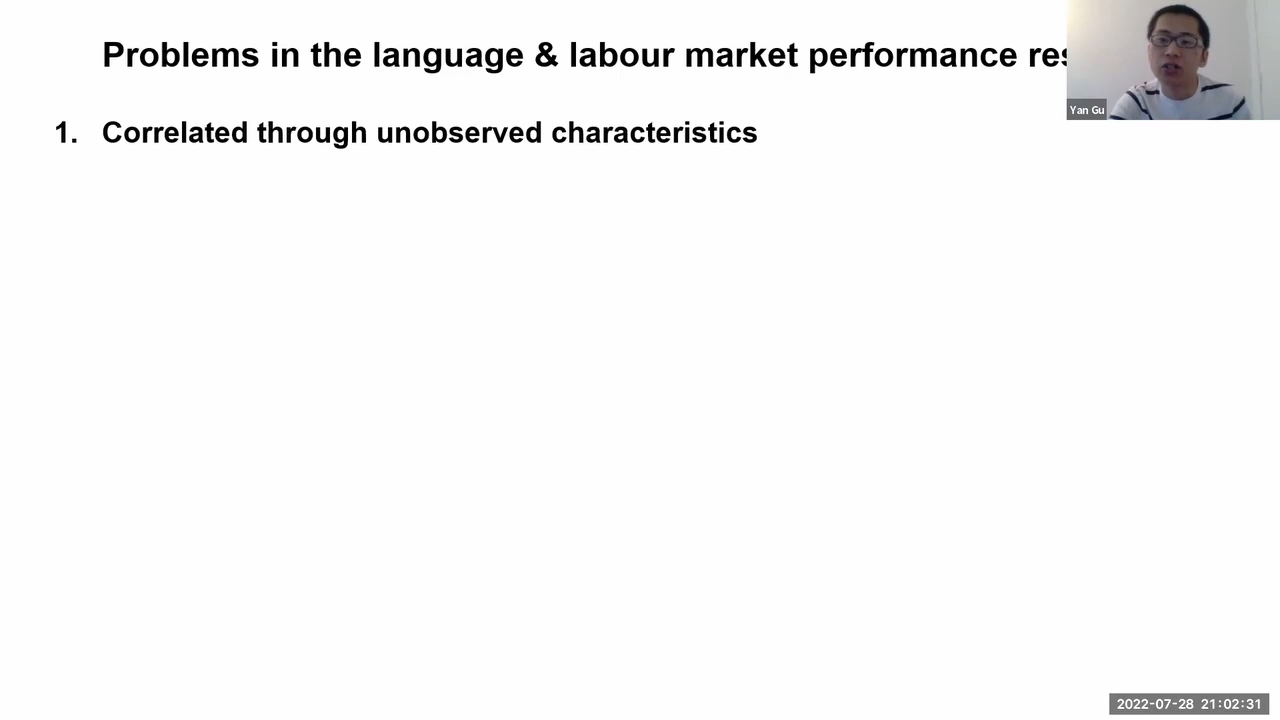 Problems in the language & labour market performance
Yan Gu
1. Correlated through unobserved characteristics
2022-07-28 21:02:31